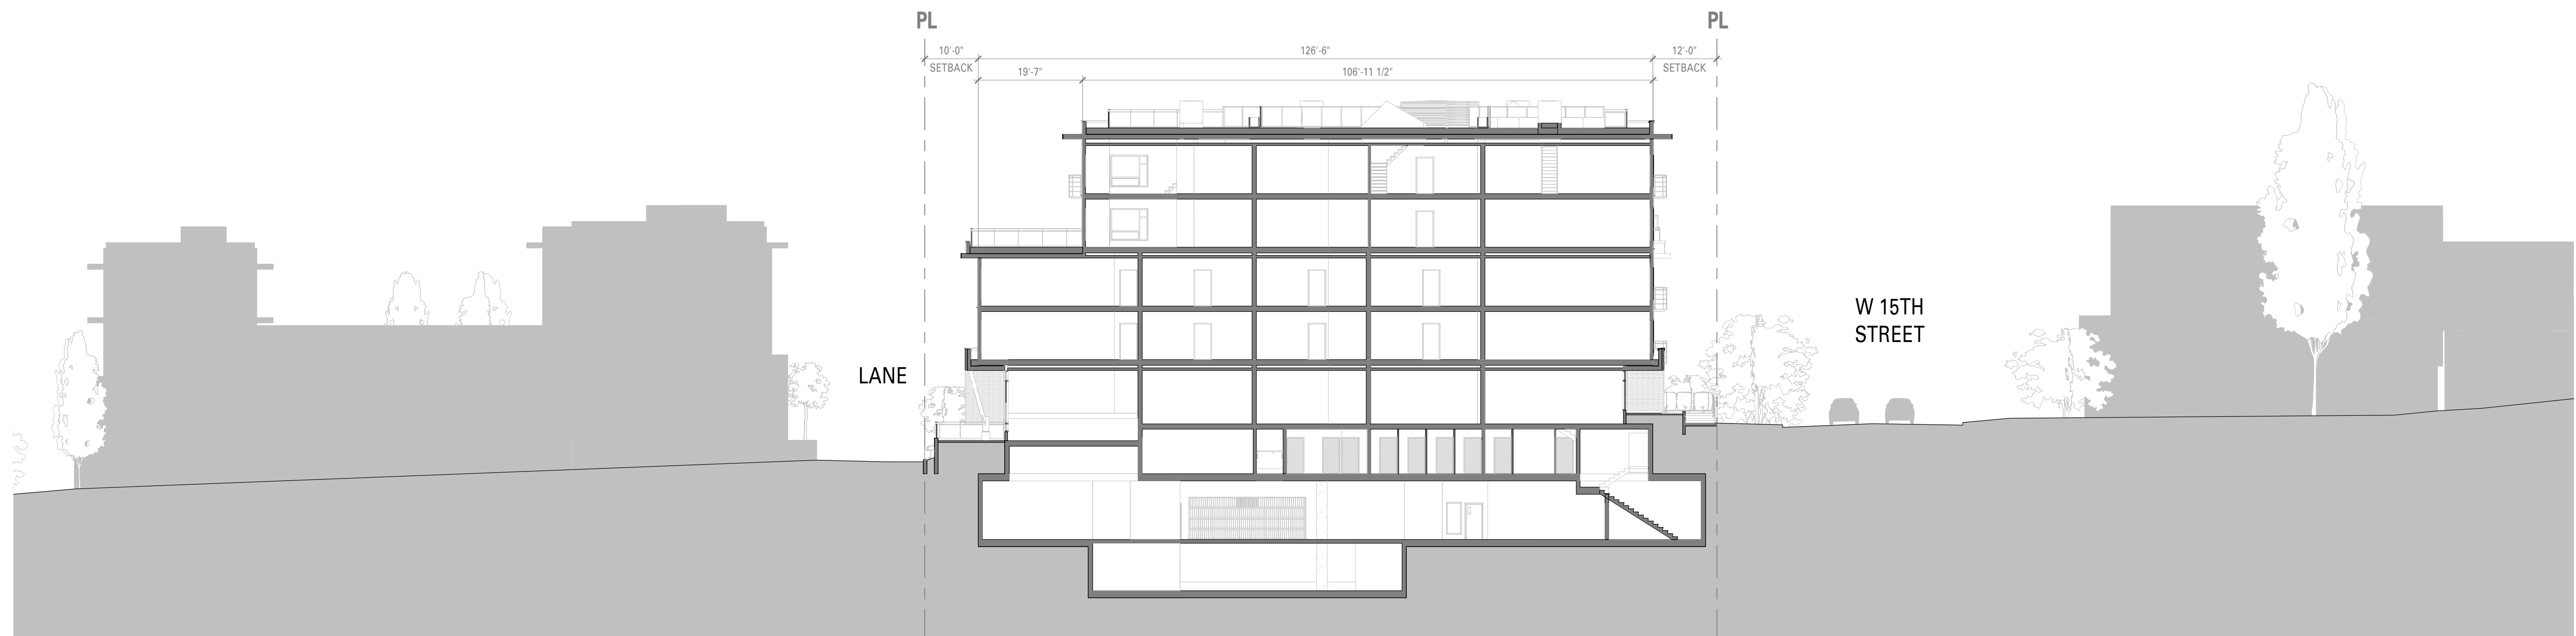 PL
PL
10'-0"
126'-6"
12'-0"
SETBACK
SETBACK
19'-7"
106'-11 1/2"
W 15TH
STREET
LANE